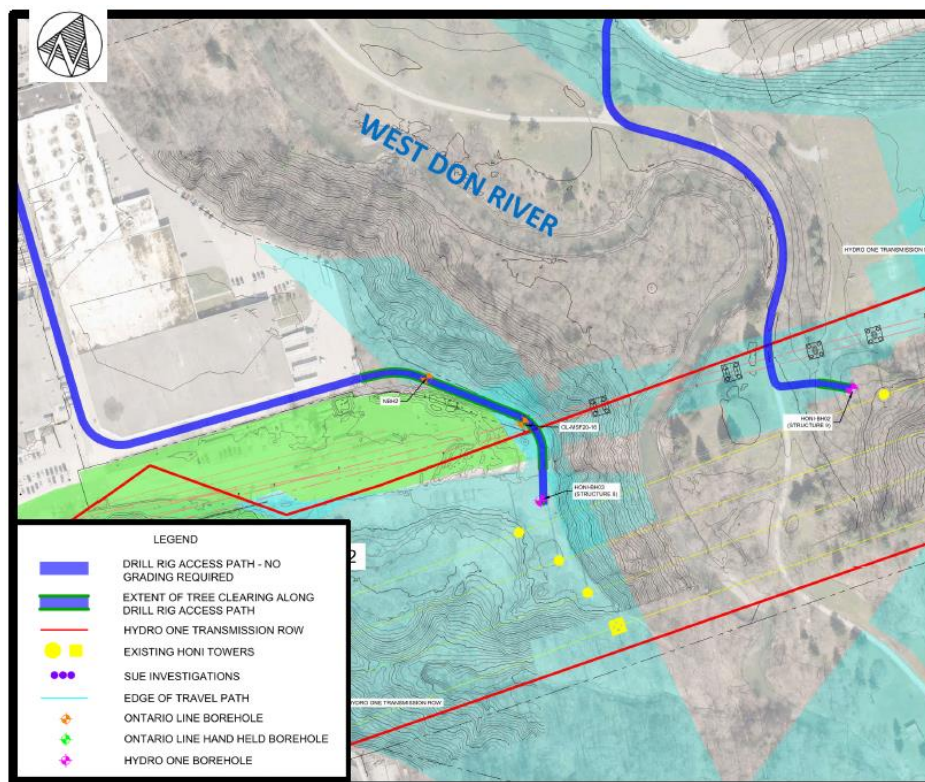 WEST DON RIVER
HYDRO ONE TRANSMISSION
NBH2
OL-MSF20-16
HONI-BH02
(STRUCTURE 9)
HONI-BH03
(STRUCTURE 8)
2
LEGEND
DRILL RIG ACCESS PATH - NO
GRADING REQUIRED
EXTENT OF TREE CLEARING ALONG
DRILL RIG ACCESS PATH
HYDRO ONE TRANSMISSION ROW
EXISTING HONI TOWERS
SUE INVESTIGATIONS
EDGE OF TRAVEL PATH
ONTARIO LINE BOREHOLE
ONTARIO LINE HAND HELD BOREHOLE
HYDRO ONE BOREHOLE
HYDRO ONE TRANSMISSION ROW